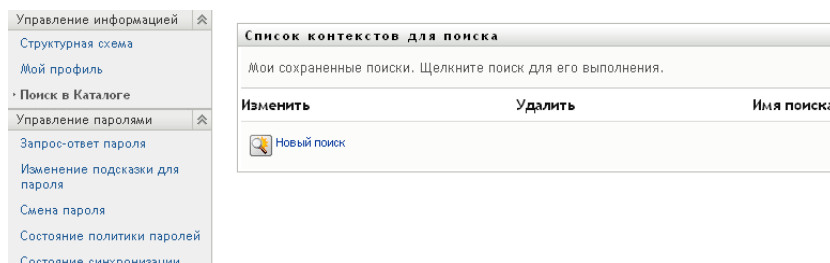 Управление информацией
Структурная схема
Мой профиль
Поиск в Каталоге
Управление паролями
Запрос-ответ пароля
Изменение подсказки для
пароля
Смена пароля
Состояние политики паролей
Состояние синхронизации
Список контекстов для поиска
Мои сохраненные поиски. Щелкните поиск для его выполнения.
Изменить Удалить Имя поиска
Новый поиск